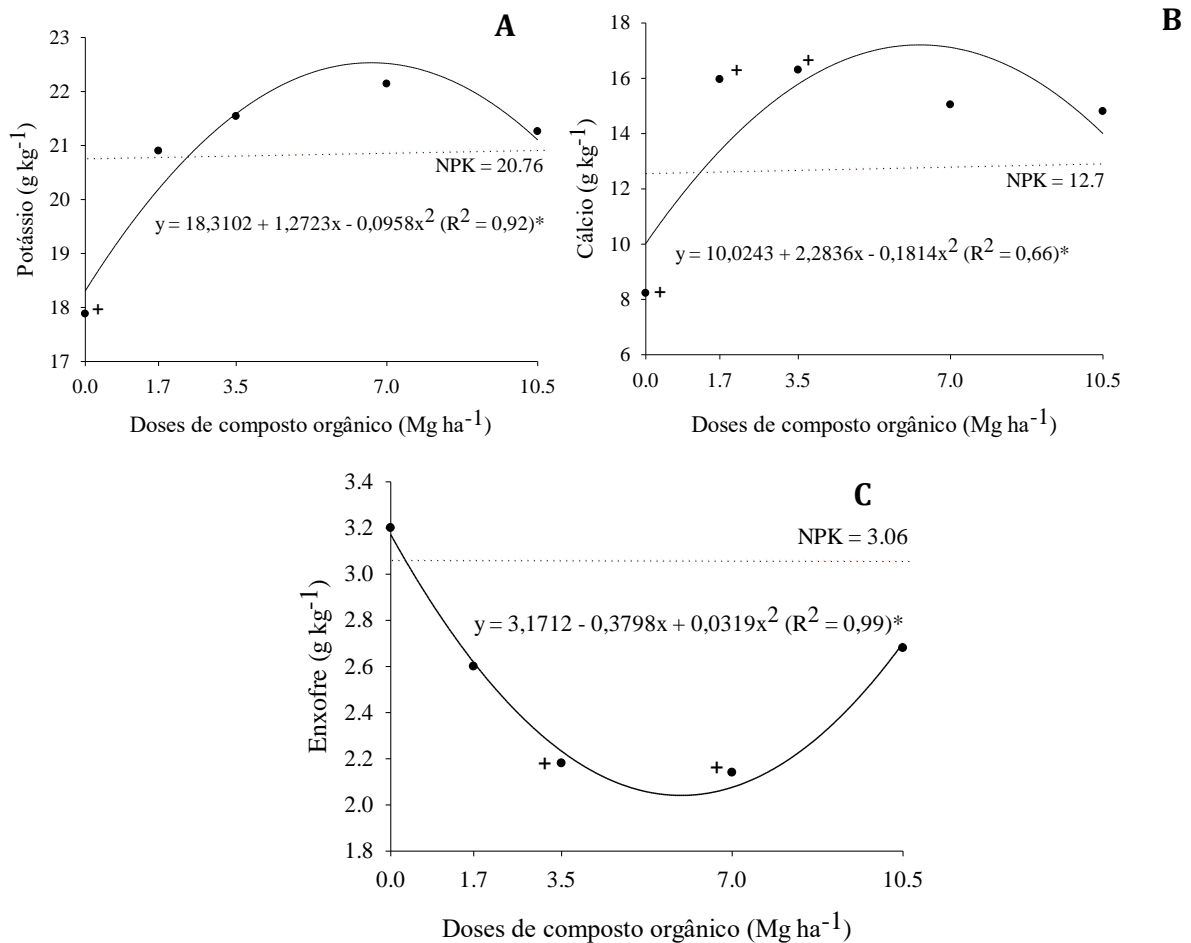 A
23
22
21
20
19
18
17
Potássio (g kg-1)
NPK = 20.76
y = 18,3102 + 1,2723x - 0,0958x2 (R2 = 0,92)*
+
0.0 1.7 3.5 7.0 10.5
Doses de composto orgânico (Mg ha-1)
B
18
16
14
12
10
8
6
Cálcio (g kg-1)
+ +
NPK = 12.7
y = 10,0243 + 2,2836x - 0,1814x2 (R2 = 0,66)*
+
0.0 1.7 3.5 7.0 10.5
Doses de composto orgânico (Mg ha-1)
C
3.4
3.2
3.0
2.8
2.6
2.4
2.2
2.0
1.8
Enxofre (g kg-1)
NPK = 3.06
y = 3,1712 - 0,3798x + 0,0319x2 (R2 = 0,99)*
+ +
0.0 1.7 3.5 7.0 10.5
Doses de composto orgânico (Mg ha-1)